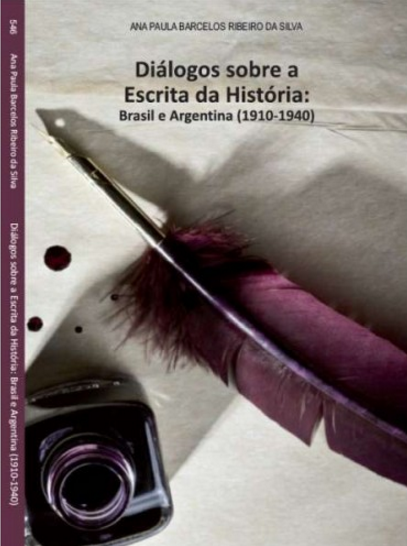 ANA PAULA BARCELOS RIBEIRO DA SILVA
Diálogos sobre a
Escrita da História:
Brasil e Argentina (1910-1940)
546 Ana Paula Barcelos Ribeiro da Silva Diálogos sobre a Escrita da História: Brasil e Argentina (1910-1940)